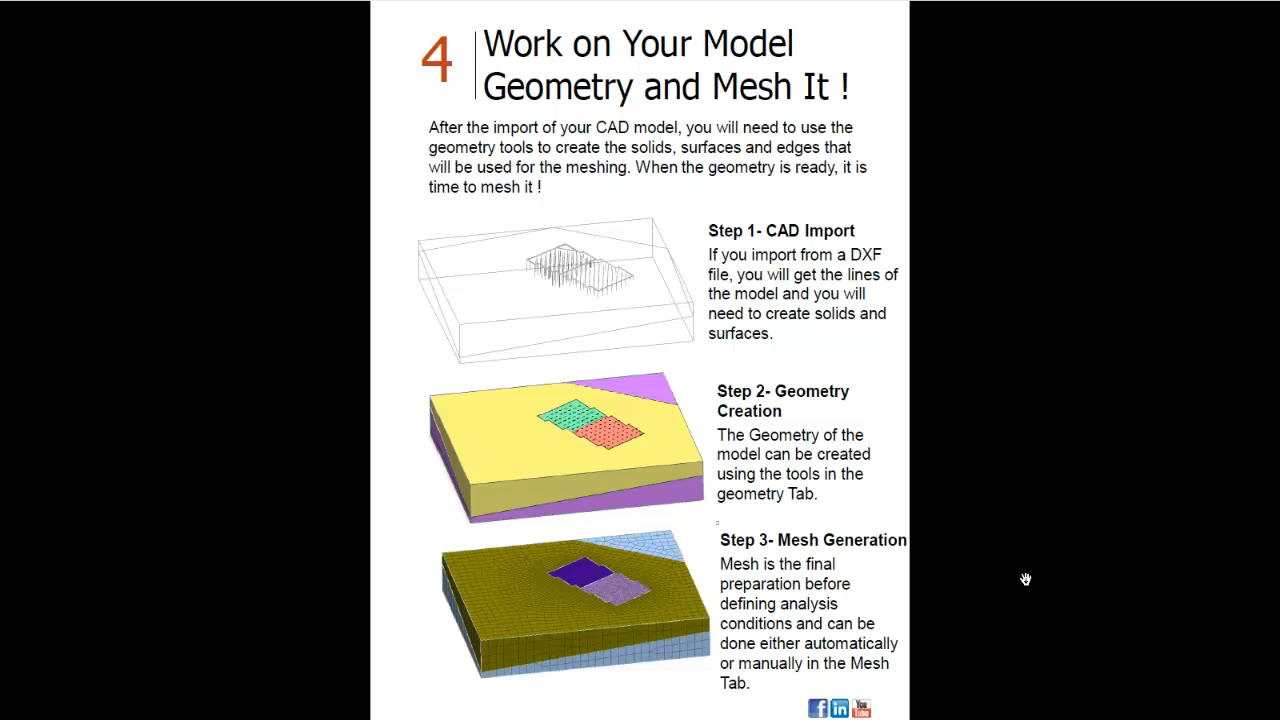 4
Work on Your Model
Geometry and Mesh It !
After the import of your CAD model, you will need to use the
geometry tools to create the solids, surfaces and edges that
will be used for the meshing. When the geometry is ready, it is
time to mesh it !
Step 1- CAD Import
If you import from a DXF
file, you will get the lines of
the model and you will
need to create solids and
surfaces.
Step 2- Geometry
Creation
The Geometry of the
model can be created
using the tools in the
geometry Tab.
Step 3- Mesh Generation
Mesh is the final
preparation before
defining analysis
conditions and can be
done either automatically
or manually in the Mesh
Tab.
f in You Tube